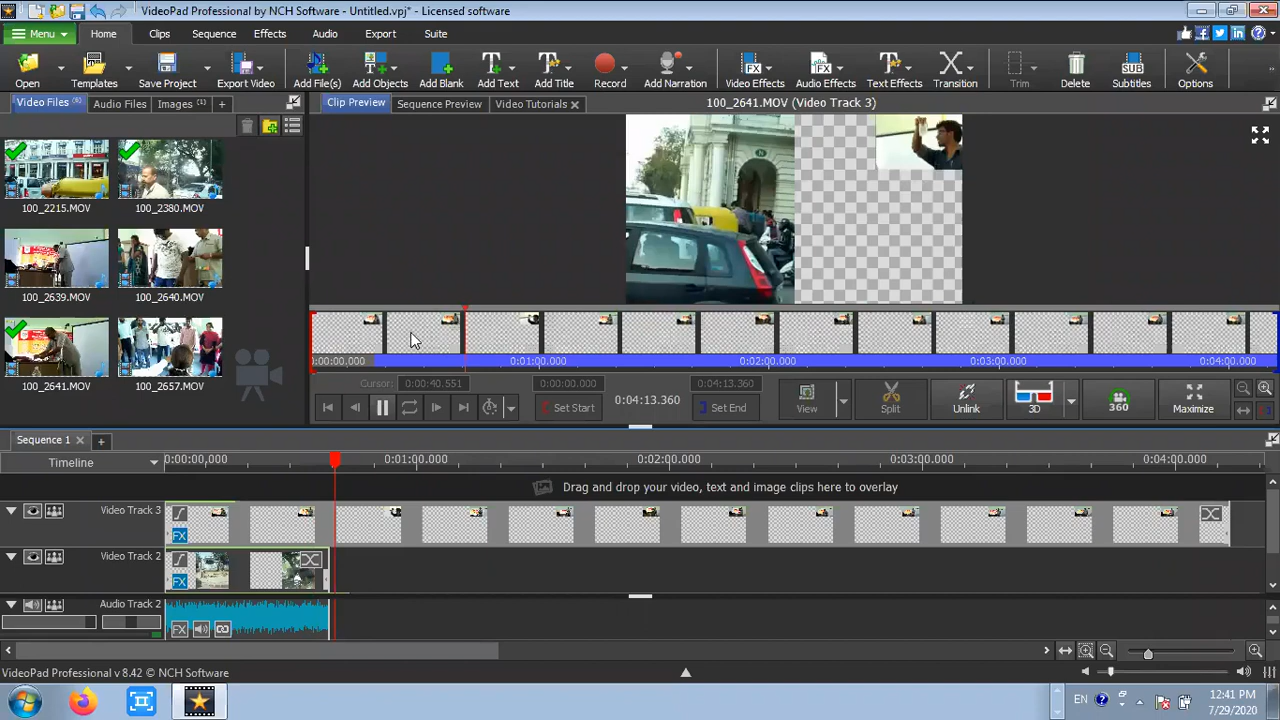 VideoPad Professional by NCH Software - Untitled.vpj* - Licensed software
Menu Home Clips Sequence Effects Audio Export Suite
Open Templates Save Project Export Video Add File(s) Add Objects Add Blank Add Text Add Title Record Add Narration Video Effects Audio Effects Text Effects Transition Trim Delete Subtitles Options
Video Files (6) Audio Files Images (1) +
Clip Preview Sequence Preview Video Tutorials 100_2641.MOV (Video Track 3)
100_2215.MOV 100_2380.MOV
100_2639.MOV 100_2640.MOV
100_2641.MOV 100_2657.MOV
0:00:00,000 0:01:00.000 0:02:00.000 0:03:00.000 0:04:00.000
Cursor: 0:00:40.551 0:00:00.000 0:04:13.360
Set Start 0:04:13.360 Set End
View Split Unlink 3D 360 Maximize
Sequence 1 +
Timeline 0:00:00,000 0:01:00.000 0:02:00.000 0:03:00.000 0:04:00.000
Drag and drop your video, text and image clips here to overlay
Video Track 3
FX
Video Track 2
FX
Audio Track 2
FX
VideoPad Professional v 8.42 © NCH Software
EN 12:41 PM
7/29/2020